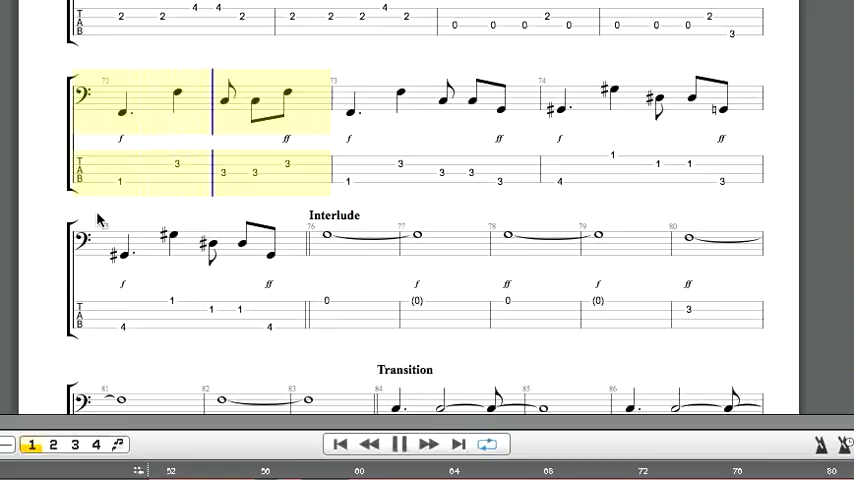 4 4
2 2 2 2 2 2 4 2 2 2
0 0 0 0 0 0 0
3
72 73 74
f ff f ff f ff
3 3 3 1
3 3 3 3 1 1
T A B 1 1 3 4 3
Interlude
76 77 78 79 80
f ff f ff f ff
1 0 (0) 0 (0)
1 1 3
T A B 4 4
Transition
81 82 83 84 85 86
1 2 3 4
52 56 60 64 68 72 76 80